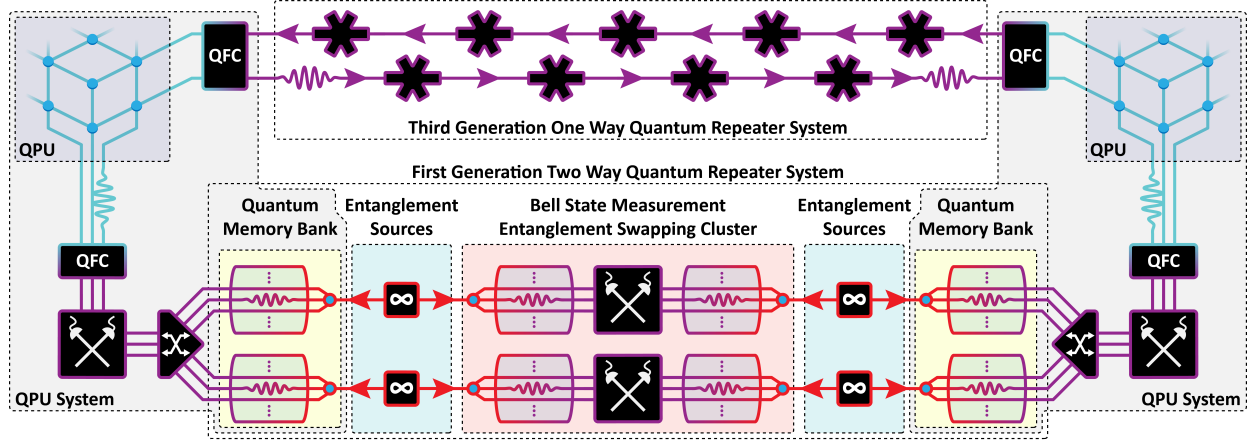 QFC
QFC
Third Generation One Way Quantum Repeater System
QPU
QPU
First Generation Two Way Quantum Repeater System
Quantum
Memory Bank
Entanglement
Sources
Bell State Measurement
Entanglement Swapping Cluster
Entanglement
Sources
Quantum
Memory Bank
QFC
QFC
∞
∞
∞
∞
QPU System
QPU System